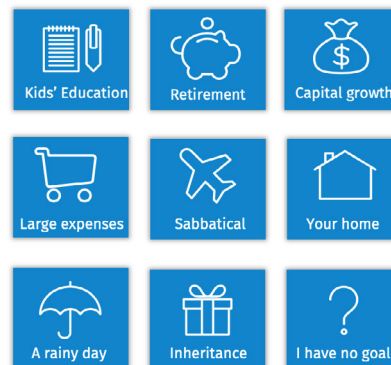 Kids' Education
Retirement
Capital growth
Large expenses
Sabbatical
Your home
A rainy day
Inheritance
I have no goal